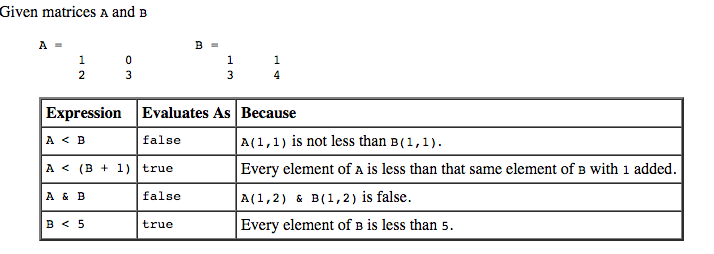 Given matrices A and B
A = B =
1 0 1 1
2 3 3 4
Expression Evaluates As Because
A < B false A(1,1) is not less than B(1,1).
A < (B + 1) true Every element of A is less than that same element of B with 1 added.
A & B false A(1,2) & B(1,2) is false.
B < 5 true Every element of B is less than 5.